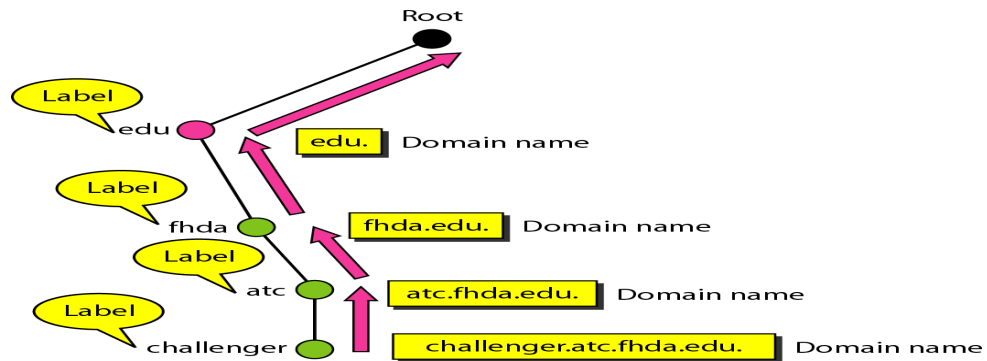 Root
Label
edu
edu. Domain name
Label
fhda
fhda.edu. Domain name
Label
atc
atc.fhda.edu. Domain name
Label
challenger
challenger.atc.fhda.edu. Domain name